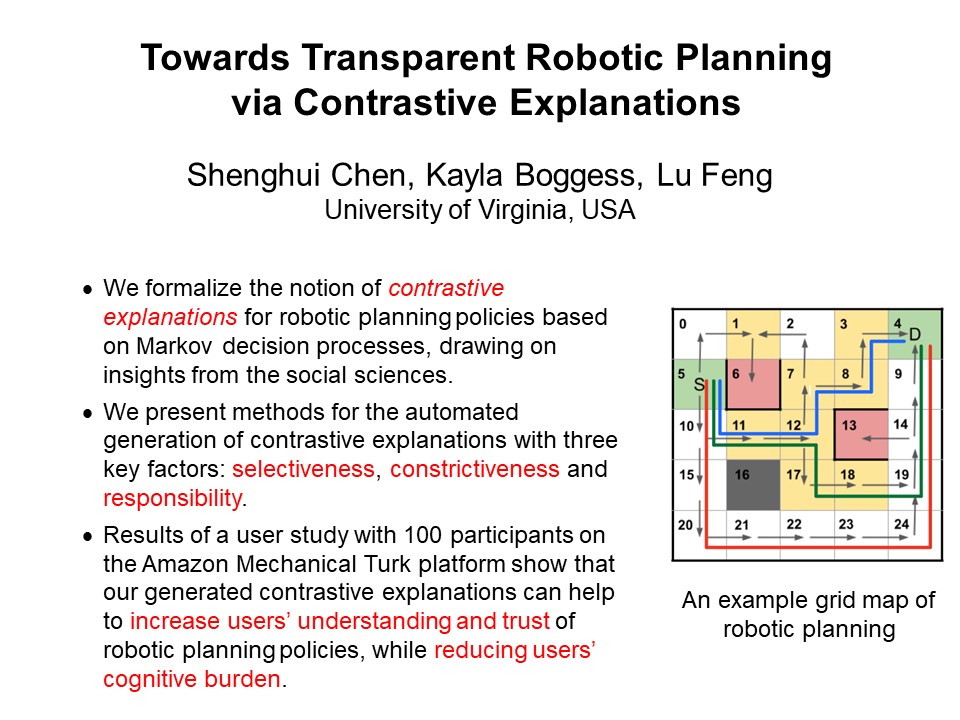 Towards Transparent Robotic Planning
via Contrastive Explanations
Shenghui Chen, Kayla Boggess, Lu Feng
University of Virginia, USA
• We formalize the notion of contrastive
explanations for robotic planning policies based
on Markov decision processes, drawing on
insights from the social sciences.
• We present methods for the automated
generation of contrastive explanations with three
key factors: selectiveness, constrictiveness and
responsibility.
• Results of a user study with 100 participants on
the Amazon Mechanical Turk platform show that
our generated contrastive explanations can help
to increase users’ understanding and trust of
robotic planning policies, while reducing users’
cognitive burden.
0 1 2 3 4 D
5 S 6 7 8 9
10 11 12 13 14
15 16 17 18 19
20 21 22 23 24
An example grid map of
robotic planning